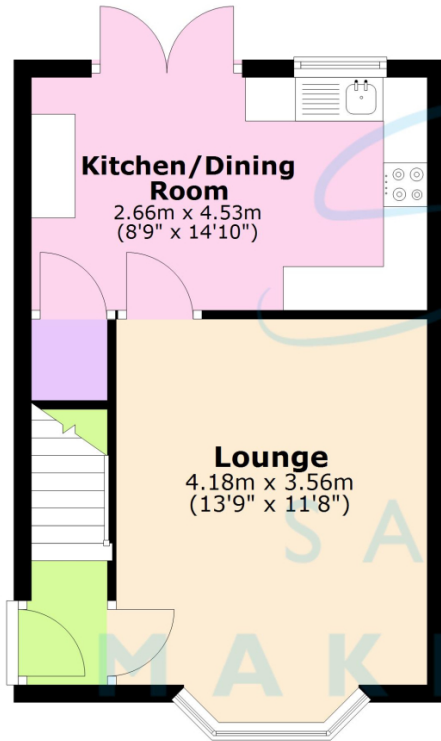 Kitchen/Dining
Room
2.66m x 4.53m
(8'9" x 14'10")
Lounge
4.18m x 3.56m
(13'9" x 11'8")
S A
M A K